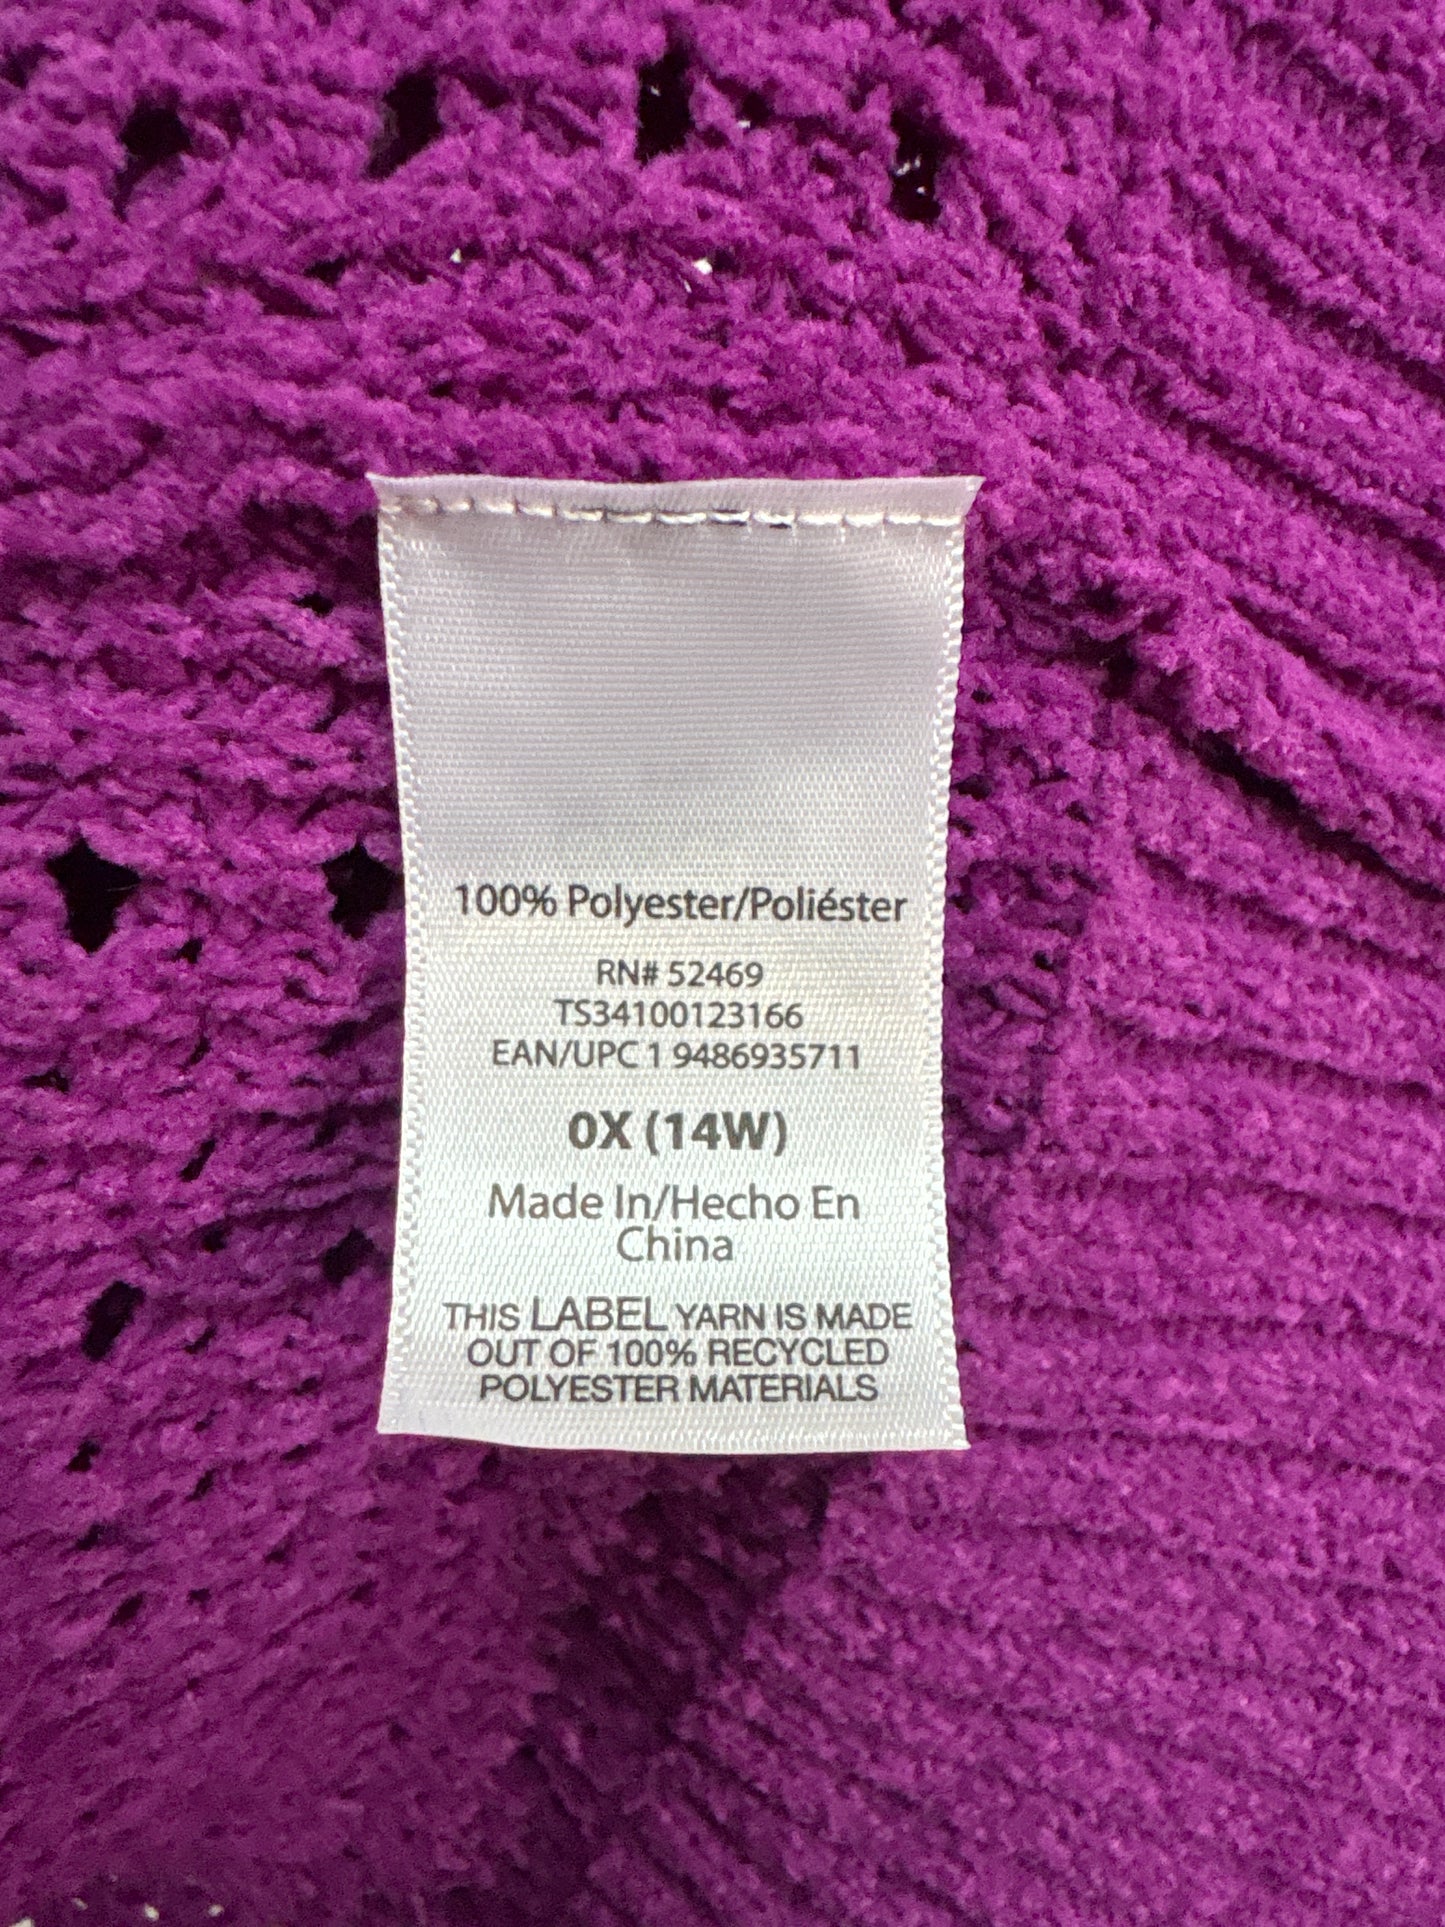 100% Polyester/Poliéster
RN# 52469
TS34100123166
EAN/UPC 1 9486935711
0X (14W)
Made In/Hecho En
China
THIS LABEL YARN IS MADE
OUT OF 100% RECYCLED
POLYESTER MATERIALS